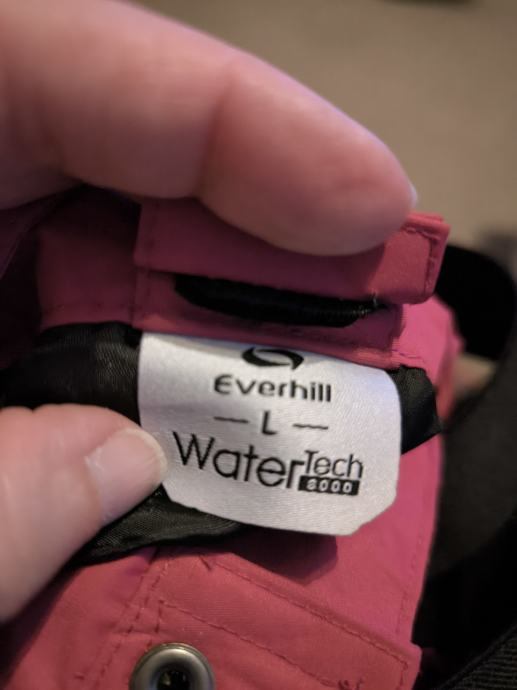 Everhill
— L —
WaterTech
8000